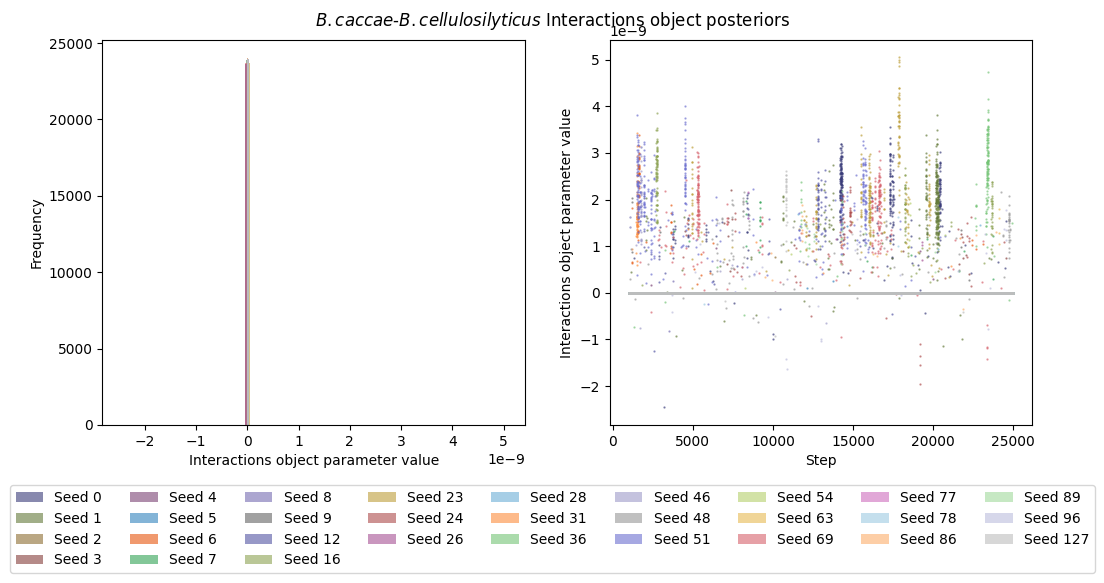 B. caccae-B. cellulosilyticus Interactions object posteriors
25000
20000
15000
10000
5000
0
Frequency
−2 −1 0 1 2 3 4 5
1e−9
Interactions object parameter value
1e−9
5
4
3
2
1
0
−1
−2
Interactions object parameter value
0 5000 10000 15000 20000 25000
Step
Seed 0 Seed 4 Seed 8 Seed 23 Seed 28 Seed 46 Seed 54 Seed 77 Seed 89
Seed 1 Seed 5 Seed 9 Seed 24 Seed 31 Seed 48 Seed 63 Seed 78 Seed 96
Seed 2 Seed 6 Seed 12 Seed 26 Seed 36 Seed 51 Seed 69 Seed 86 Seed 127
Seed 3 Seed 7 Seed 16